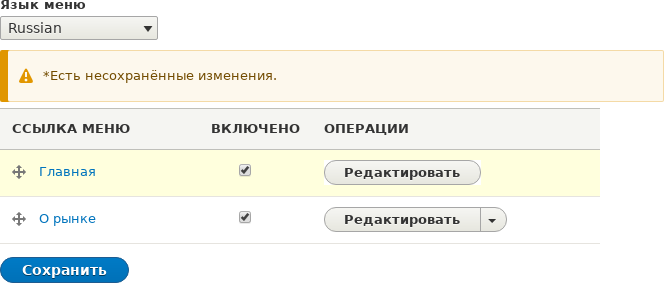 Язык меню
Russian
*Есть несохранённые изменения.
ССЫЛКА МЕНЮ ВКЛЮЧЕНО ОПЕРАЦИИ
Главная Редактировать
О рынке Редактировать
Сохранить